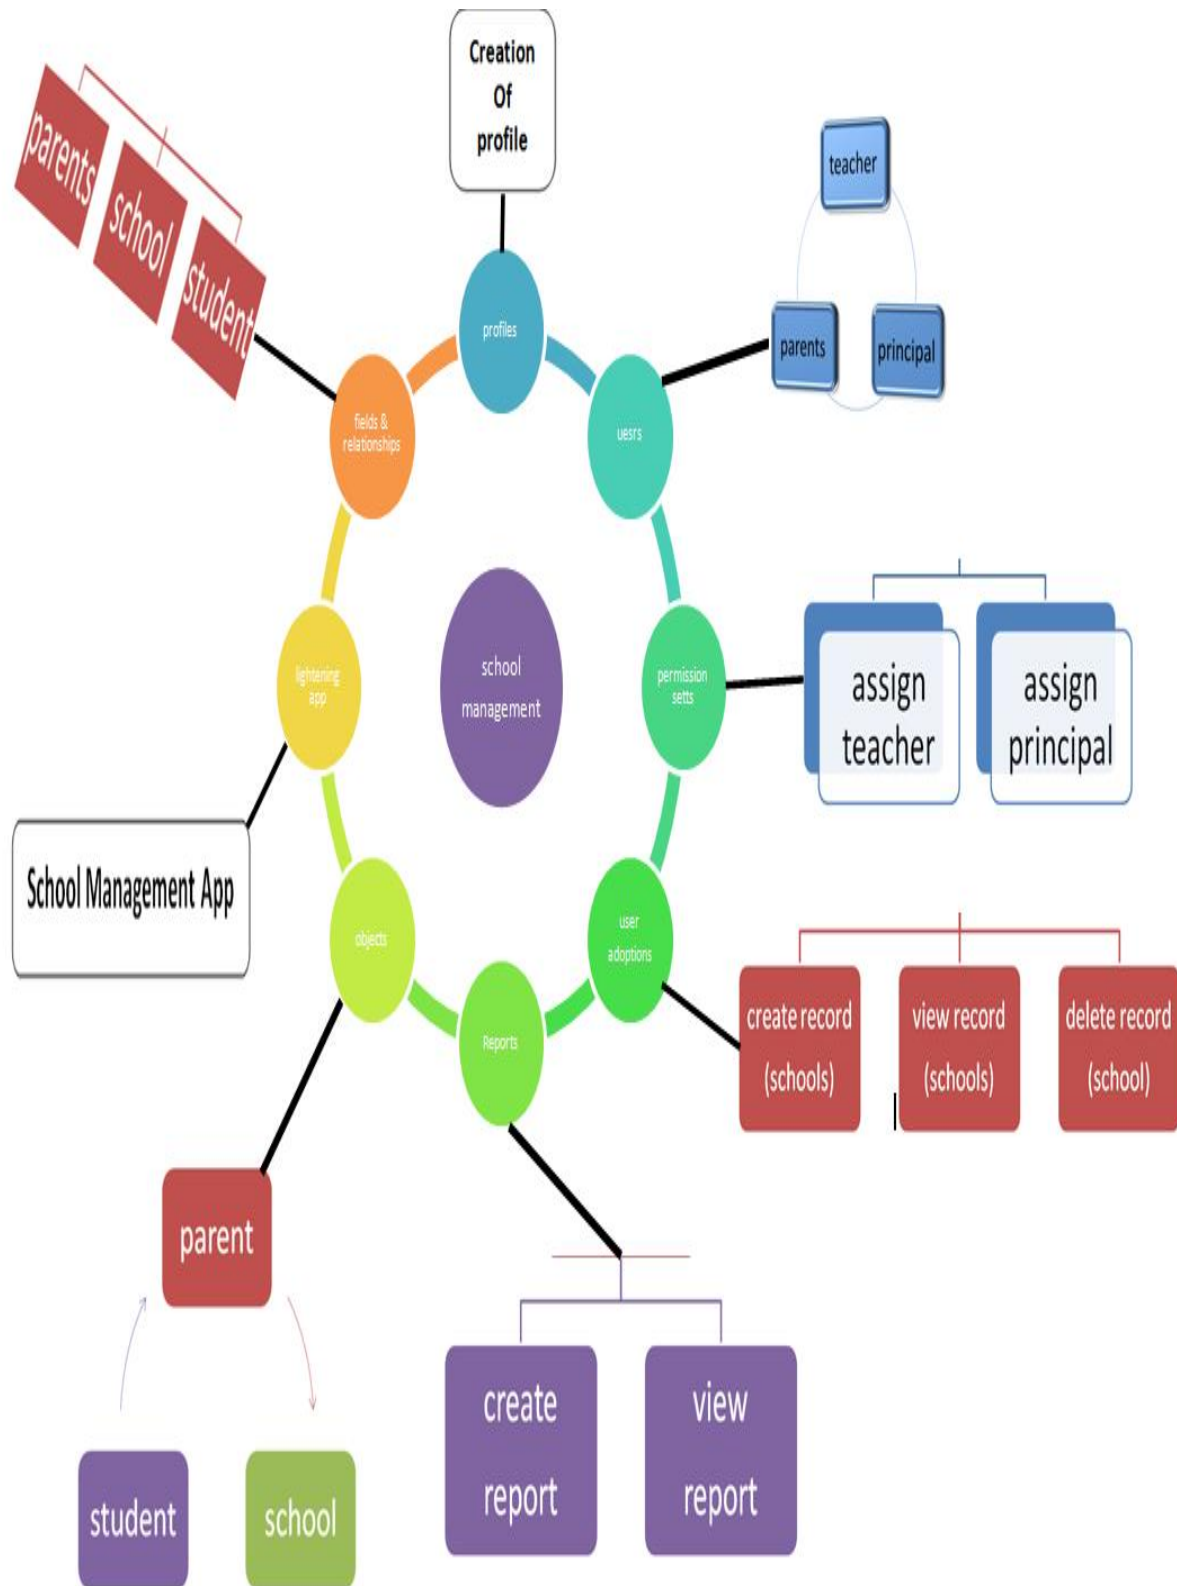 Creation
Of
profile
parents
school
student
teacher
parents
principal
profiles
uesrs
fields &
relationships
lightening
app
school
management
permission
setts
assign
teacher
assign
principal
School Management App
objects
user
adoptions
Reports
create record
(schools)
view record
(schools)
delete record
(school)
parent
student
school
create
report
view
report